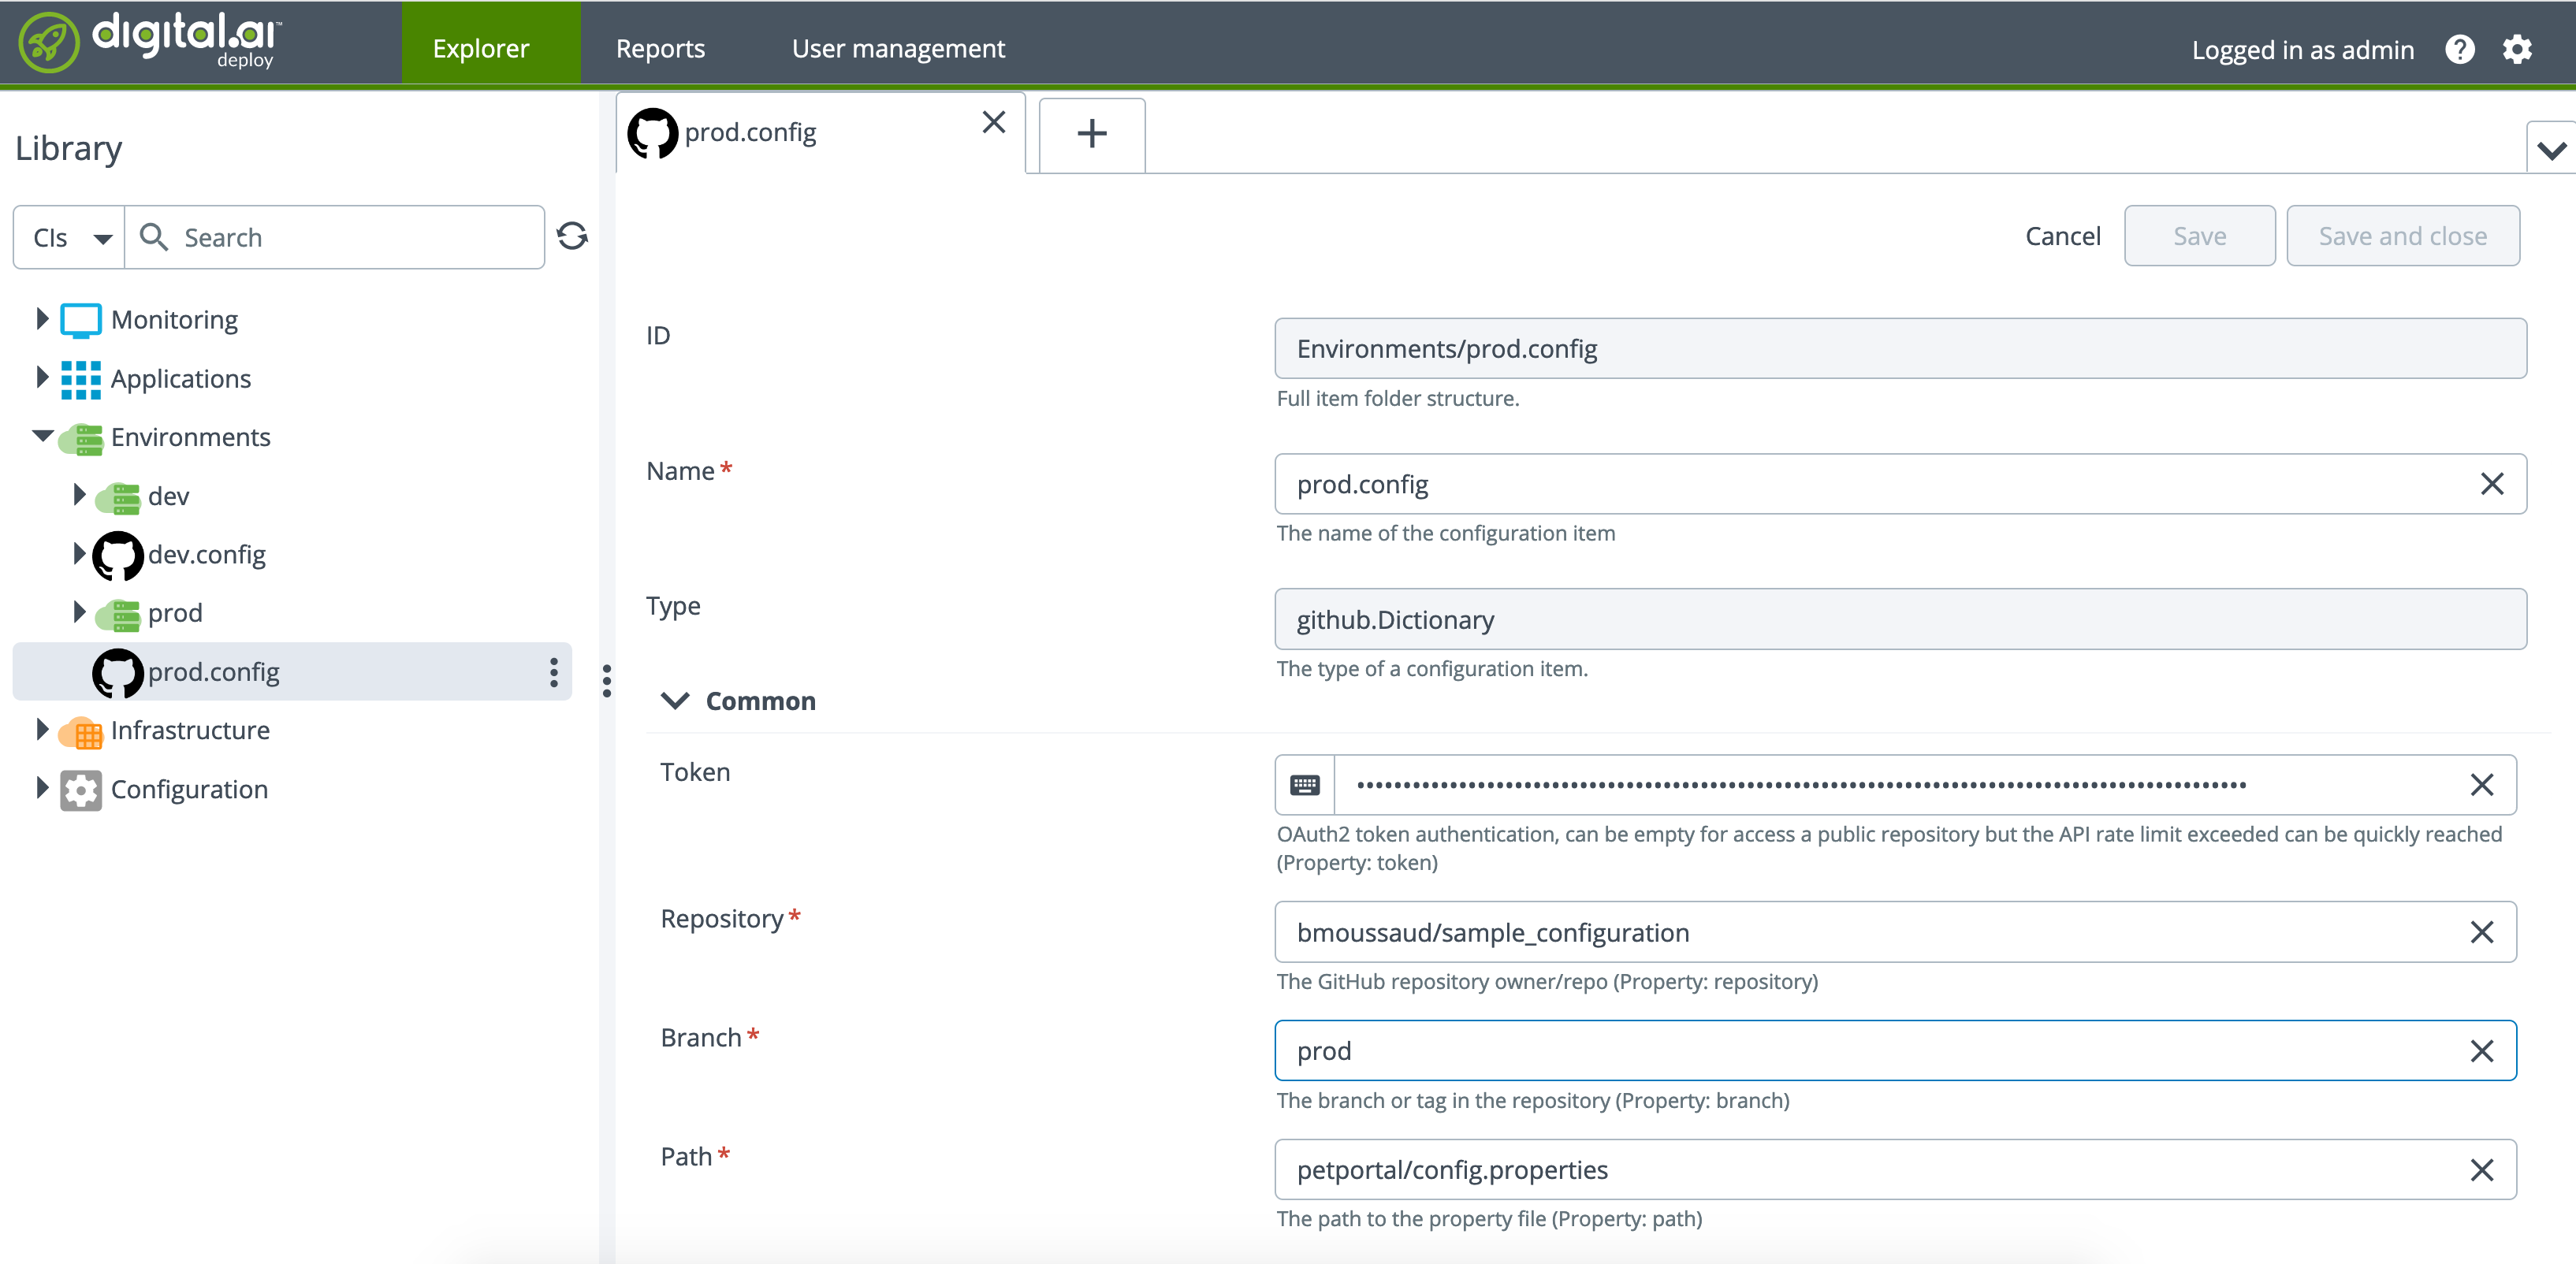 digital.ai™
deploy
Explorer
Reports
User management
Logged in as admin
Library
prod.config
CIs
Search
Cancel
Save
Save and close
Monitoring
Applications
Environments
dev
dev.config
prod
prod.config
Infrastructure
Configuration
ID
Environments/prod.config
Full item folder structure.
Name *
prod.config
The name of the configuration item
Type
github.Dictionary
The type of a configuration item.
Common
Token
OAuth2 token authentication, can be empty for access a public repository but the API rate limit exceeded can be quickly reached
(Property: token)
Repository *
bmoussaud/sample_configuration
The GitHub repository owner/repo (Property: repository)
Branch *
prod
The branch or tag in the repository (Property: branch)
Path *
petportal/config.properties
The path to the property file (Property: path)